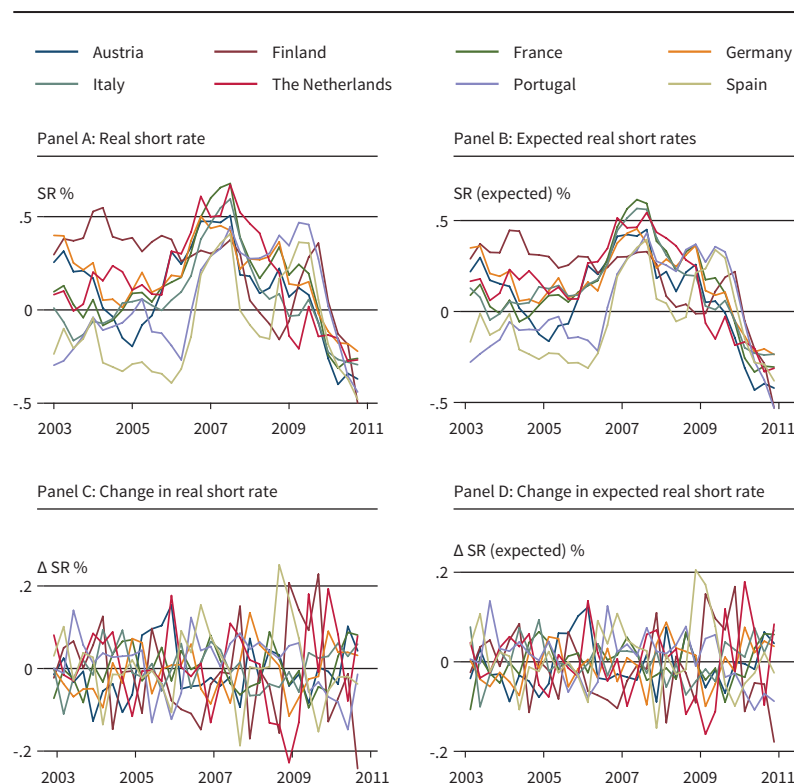 Austria Finland France Germany
Italy The Netherlands Portugal Spain
Panel A: Real short rate
SR %
.5
0
-.5
2003 2005 2007 2009 2011
Panel B: Expected real short rates
SR (expected) %
.5
0
-.5
2003 2005 2007 2009 2011
Panel C: Change in real short rate
Δ SR %
.2
0
-.2
2003 2005 2007 2009 2011
Panel D: Change in expected real short rate
Δ SR (expected) %
.2
0
-.2
2003 2005 2007 2009 2011